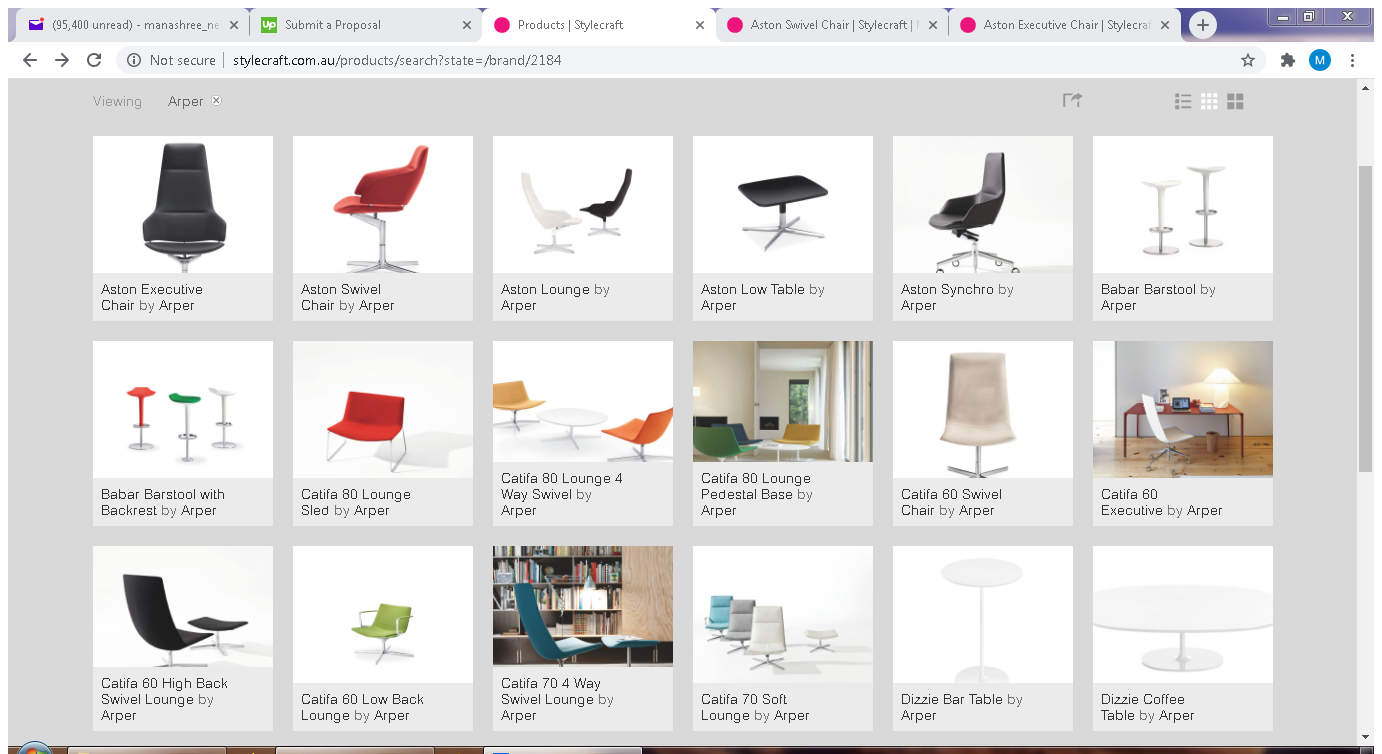 (95,400 unread) - manashree_ne
Up
Submit a Proposal
Products | Stylecraft
Aston Swivel Chair | Stylecraft |
Aston Executive Chair | Stylecraf
Not secure
stylecraft.com.au/products/search?state=/brand/2184
M
Viewing
Arper
Aston Executive
Chair by Arper
Aston Swivel
Chair by Arper
Aston Lounge by
Arper
Aston Low Table by
Arper
Aston Synchro by
Arper
Babar Barstool by
Arper
Babar Barstool with
Backrest by Arper
Catifa 80 Lounge
Sled by Arper
Catifa 80 Lounge 4
Way Swivel by
Arper
Catifa 80 Lounge
Pedestal Base by
Arper
Catifa 60 Swivel
Chair by Arper
Catifa 60
Executive by Arper
Catifa 60 High Back
Swivel Lounge by
Arper
Catifa 60 Low Back
Lounge by Arper
Catifa 70 4 Way
Swivel Lounge by
Arper
Catifa 70 Soft
Lounge by Arper
Dizzie Bar Table by
Arper
Dizzie Coffee
Table by Arper